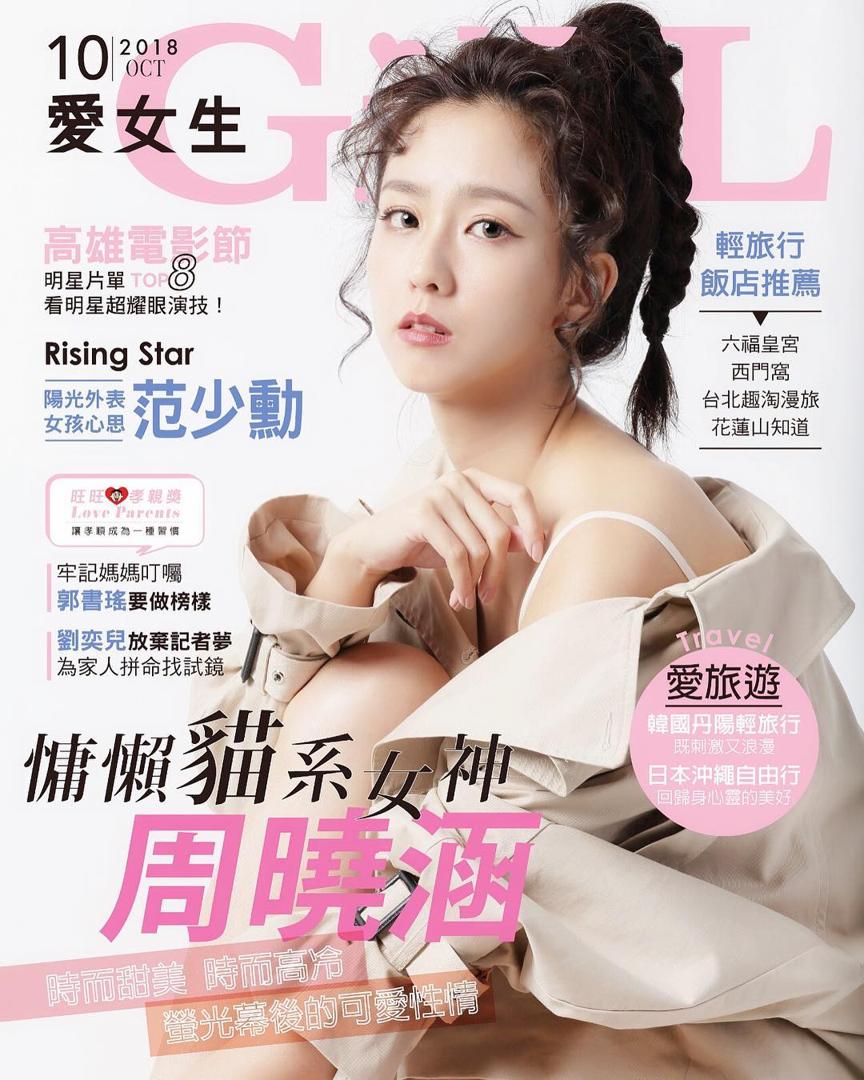 10 2018
OCT
GIRL
愛女生
高雄電影節
明星片單 TOP8
看明星超耀眼演技！
Rising Star
陽光外表
女孩心思
范少勳
旺旺 孝親獎
Love Parents
讓孝順成為一種習慣
牢記媽媽叮囑
郭書瑤要做榜樣
劉奕兒放棄記者夢
為家人拼命找試鏡
輕旅行
飯店推薦
六福皇宮
西門窩
台北趣淘漫旅
花蓮山知道
Travel
愛旅遊
韓國丹陽輕旅行
既刺激又浪漫
日本沖繩自由行
回歸身心靈的美好
慵懶貓系女神
周曉涵
時而甜美 時而高冷
螢光幕後的可愛性情